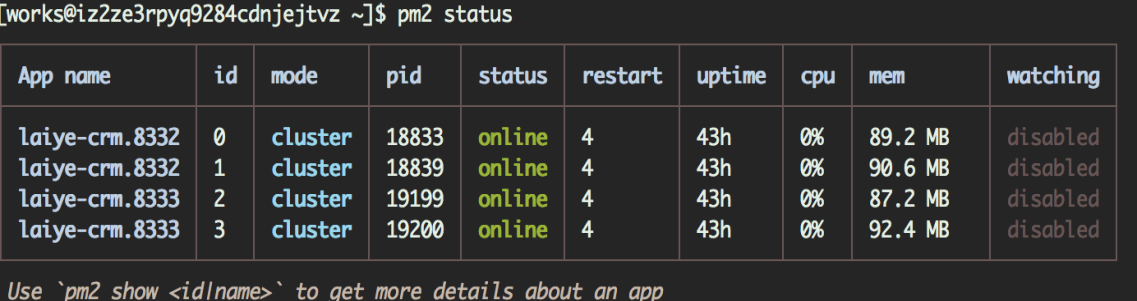 [works@iz2ze3rpyq9284cdnjejtvz ~]$ pm2 status
App name id mode pid status restart uptime cpu mem watching
laiye-crm.8332 0 cluster 18833 online 4 43h 0% 89.2 MB disabled
laiye-crm.8332 1 cluster 18839 online 4 43h 0% 90.6 MB disabled
laiye-crm.8333 2 cluster 19199 online 4 43h 0% 87.2 MB disabled
laiye-crm.8333 3 cluster 19200 online 4 43h 0% 92.4 MB disabled
Use `pm2 show <id|name>` to get more details about an app